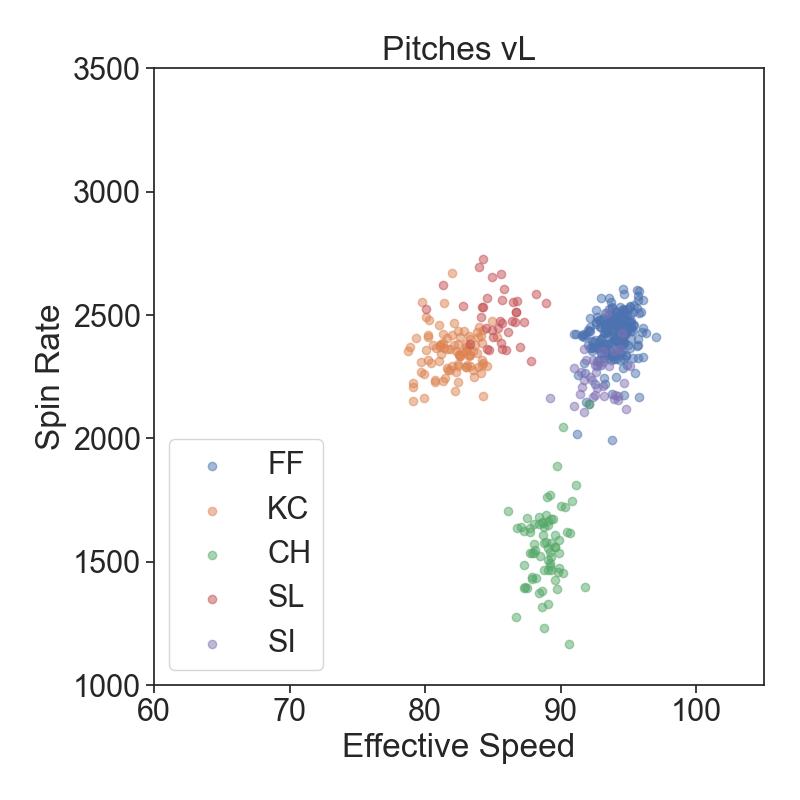 Pitches vL
3500
3000
2500
2000
1500
1000
Spin Rate
FF
KC
CH
SL
SI
60 70 80 90 100
Effective Speed